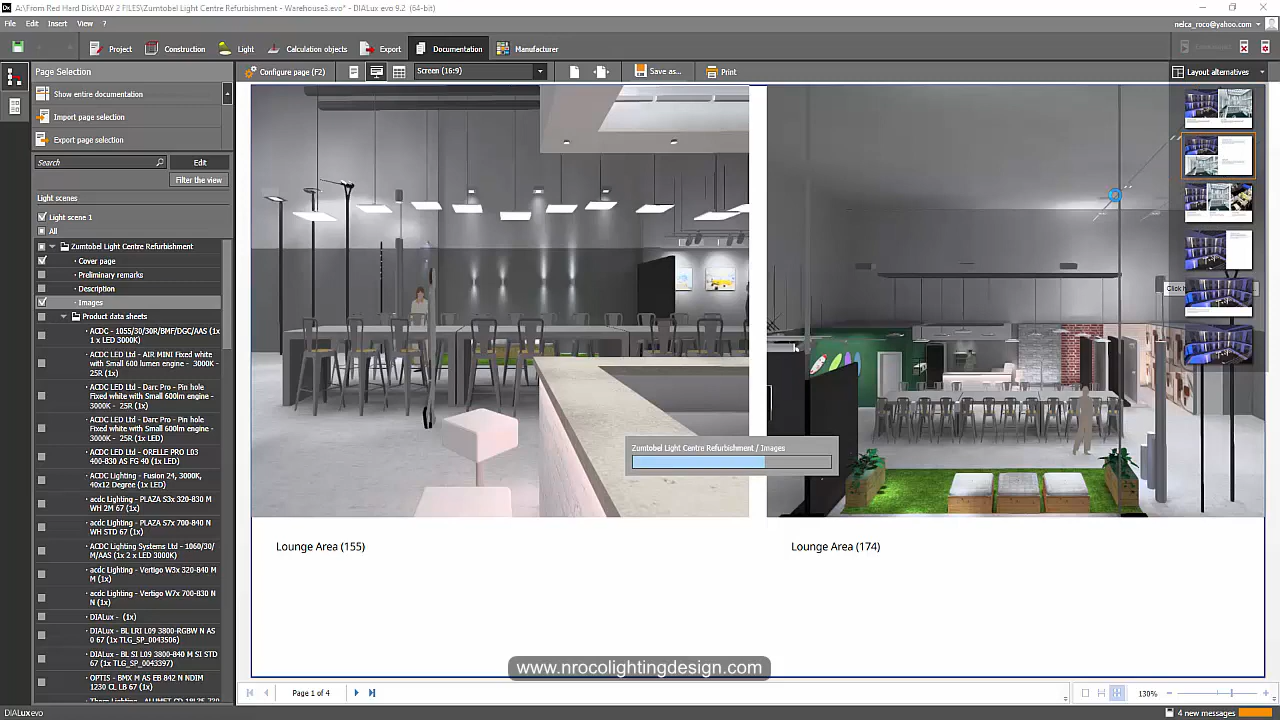 A:\From Red Hard Disk\DAY 2 FILES\Zumtobel Light Centre Refurbishment - Warehouse3.evo* - DIALux evo 9.2 (64-bit)
File Edit Insert View ?
nelca_roco@yahoo.com
Project Construction Light Calculation objects Export Documentation Manufacturer
Page Selection
Configure page (F2) Screen (16:9) Save as... Print
Layout alternatives
Show entire documentation
Import page selection
Export page selection
Search Edit
Filter the view
Light scenes
Light scene 1
All
Zumtobel Light Centre Refurbishment
Cover page
Preliminary remarks
Description
Images
Product data sheets
ACDC - 1055/30/30R/BMF/DGC/AAS (1x
1 x LED 3000K)
ACDC LED Ltd - AIR MINI Fixed white
with Small 600 lumen engine - 3000K -
25R (1x)
ACDC LED Ltd - Darc Pro - Pin hole
Fixed white with Small 600lm engine -
3000K - 25R (1x LED)
ACDC LED Ltd - Darc Pro - Pin hole
Fixed white with Small 600lm engine -
3000K - 25R (1x LED)
ACDC LED Ltd - ORELLE PRO L03
400-830 AS FG 40 (1x LED)
ACDC Lighting - Fusion 24, 3000K,
40x12 Degree (1x LED)
acdc Lighting - PLAZA S3x 320-830 M
WH 2M 67 (1x)
acdc Lighting - PLAZA S7x 700-840 N
WH STD 67 (1x)
ACDC Lighting Systems Ltd - 1060/30/
M/AAS (1x 2 x LED 3000K)
acdc Lighting - Vertigo W3x 320-840 M
M (1x)
acdc Lighting - Vertigo W7x 700-830 N
N (1x)
DIALux - (1x)
DIALux - BL LRI L09 3800-RGBW N AS
0 67 (1x TLG_SP_0043506)
DIALux - BL SI L09 3800-840 M SI STD
67 (1x TLG_SP_0043397)
OPTIS - BMX M AS EB 842 N NDIM
1230 CL LB 67 (1x)
Zumtobel Light Centre Refurbishment / Images
Click h
Lounge Area (155)
Lounge Area (174)
www.nrocolightingdesign.com
Page 1 of 4
130%
DIALux evo
4 new messages